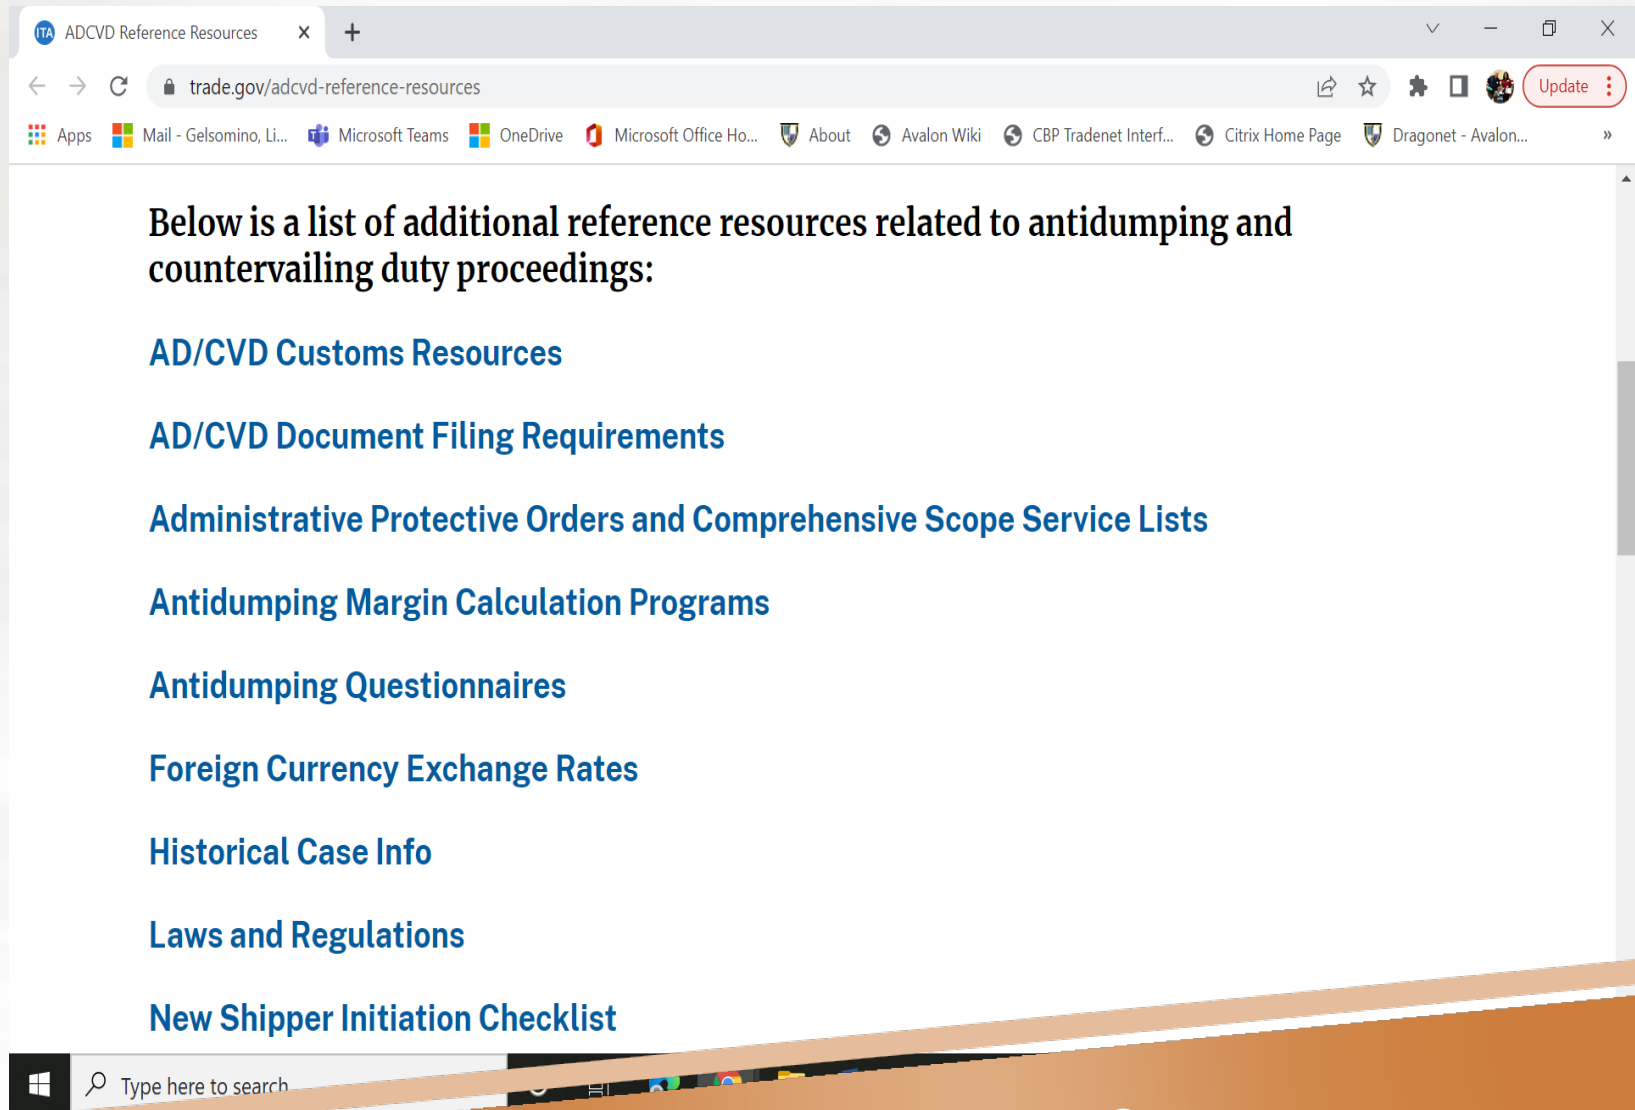 ITA ADCVD Reference Resources
trade.gov/adcvd-reference-resources
Update
Apps Mail - Gelsomino, Li... Microsoft Teams OneDrive Microsoft Office Ho... About Avalon Wiki CBP Tradenet Interf... Citrix Home Page Dragonet - Avalon... »
Below is a list of additional reference resources related to antidumping and
countervailing duty proceedings:
AD/CVD Customs Resources
AD/CVD Document Filing Requirements
Administrative Protective Orders and Comprehensive Scope Service Lists
Antidumping Margin Calculation Programs
Antidumping Questionnaires
Foreign Currency Exchange Rates
Historical Case Info
Laws and Regulations
New Shipper Initiation Checklist
Type here to search